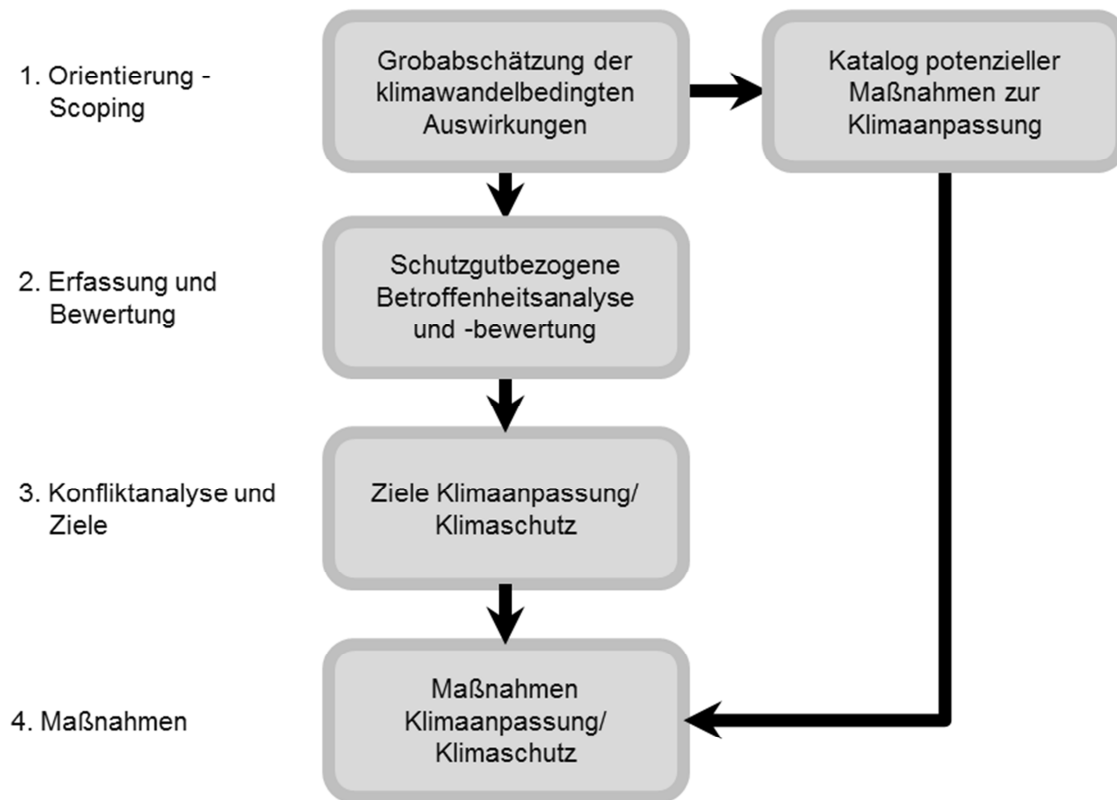 1. Orientierung -
Scoping
Grobabschätzung der
klimawandelbedingten
Auswirkungen
Katalog potenzieller
Maßnahmen zur
Klimaanpassung
2. Erfassung und
Bewertung
Schutzgutbezogene
Betroffenheitsanalyse
und -bewertung
3. Konfliktanalyse und
Ziele
Ziele Klimaanpassung/
Klimaschutz
4. Maßnahmen
Maßnahmen
Klimaanpassung/
Klimaschutz